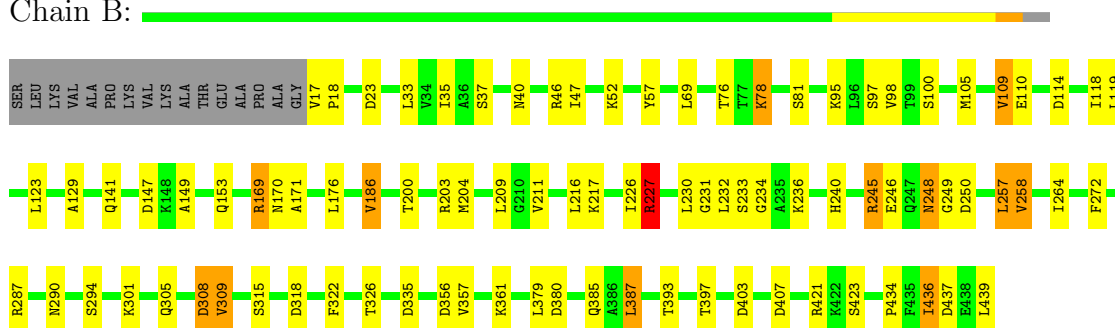 Chain B:
SER LEU LYS VAL ALA PRO LYS VAL LYS ALA THR GLU ALA PRO ALA GLY V17 P18 D23 L33 V34 I35 A36 S37 N40 R46 I47 K52 Y57 L69 T76 T77 K78 S81 K95 L96 S97 V98 T99 S100 M105 V109 E110 D114 I118 L119
L123 A129 Q141 D147 K148 A149 Q153 R169 N170 A171 L176 V186 T200 R203 M204 L209 G210 V211 L216 K217 I226 R227 L230 G231 L232 S233 G234 A235 K236 H240 R245 E246 Q247 N248 G249 D250 L257 V258 I264 F272
R287 N290 S294 K301 Q305 D308 V309 S315 D318 F322 T326 D335 D356 V357 K361 L379 D380 Q385 A386 L387 T393 T397 D403 D407 R421 K422 S423 P434 F435 I436 D437 E438 L439